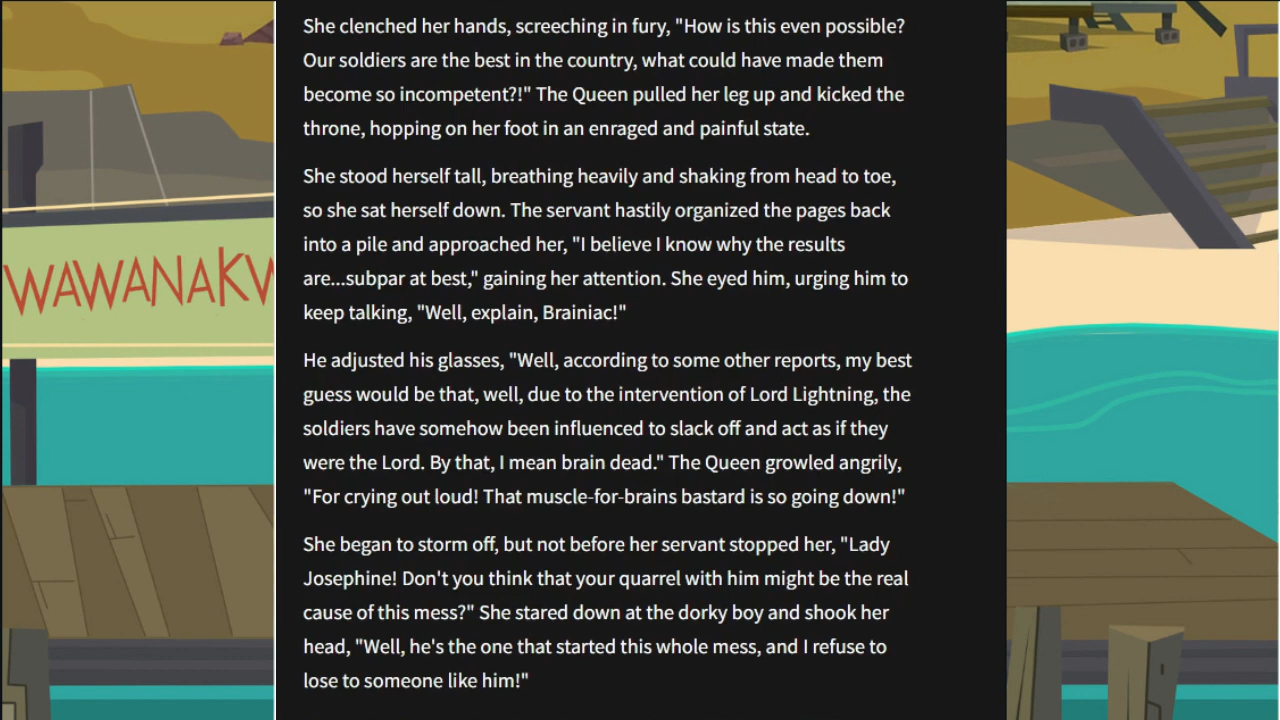 She clenched her hands, screeching in fury, "How is this even possible?
Our soldiers are the best in the country, what could have made them
become so incompetent?!" The Queen pulled her leg up and kicked the
throne, hopping on her foot in an enraged and painful state.
She stood herself tall, breathing heavily and shaking from head to toe,
so she sat herself down. The servant hastily organized the pages back
into a pile and approached her, "I believe I know why the results
are...subpar at best," gaining her attention. She eyed him, urging him to
keep talking, "Well, explain, Brainiac!"
He adjusted his glasses, "Well, according to some other reports, my best
guess would be that, well, due to the intervention of Lord Lightning, the
soldiers have somehow been influenced to slack off and act as if they
were the Lord. By that, I mean brain dead." The Queen growled angrily,
"For crying out loud! That muscle-for-brains bastard is so going down!"
She began to storm off, but not before her servant stopped her, "Lady
Josephine! Don't you think that your quarrel with him might be the real
cause of this mess?" She stared down at the dorky boy and shook her
head, "Well, he's the one that started this whole mess, and I refuse to
lose to someone like him!"
WAWANAKW